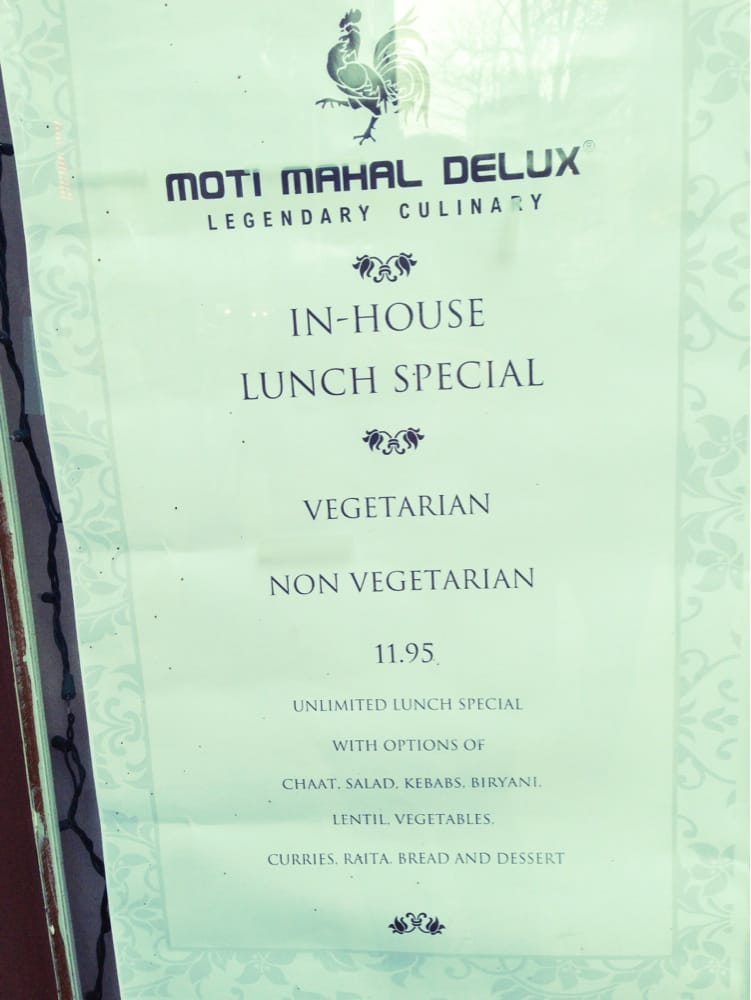 MOTI MAHAL DELUX®
LEGENDARY CULINARY
IN-HOUSE
LUNCH SPECIAL
VEGETARIAN
NON VEGETARIAN
11.95
UNLIMITED LUNCH SPECIAL
WITH OPTIONS OF
CHAAT, SALAD, KEBABS, BIRYANI,
LENTIL, VEGETABLES,
CURRIES, RAITA, BREAD AND DESSERT